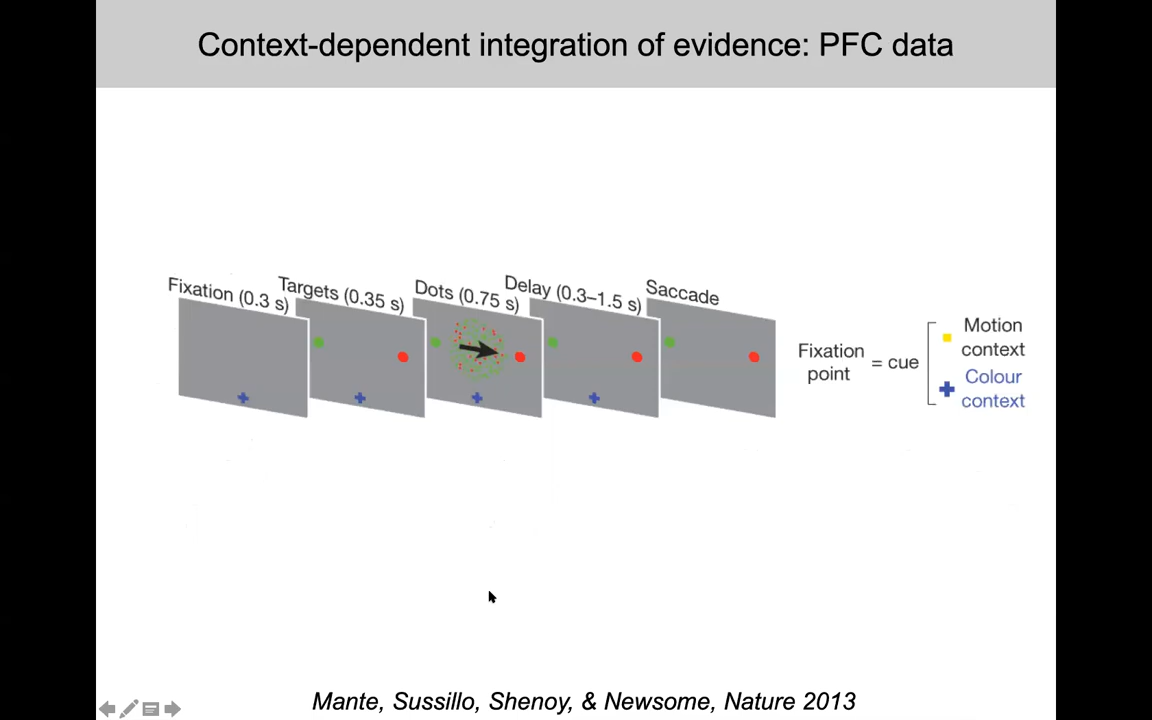 Context-dependent integration of evidence: PFC data
Fixation (0.3 s)
Targets (0.35 s)
Dots (0.75 s)
Delay (0.3–1.5 s)
Saccade
Fixation
point
= cue
Motion
context
Colour
context
Mante, Sussillo, Shenoy, & Newsome, Nature 2013